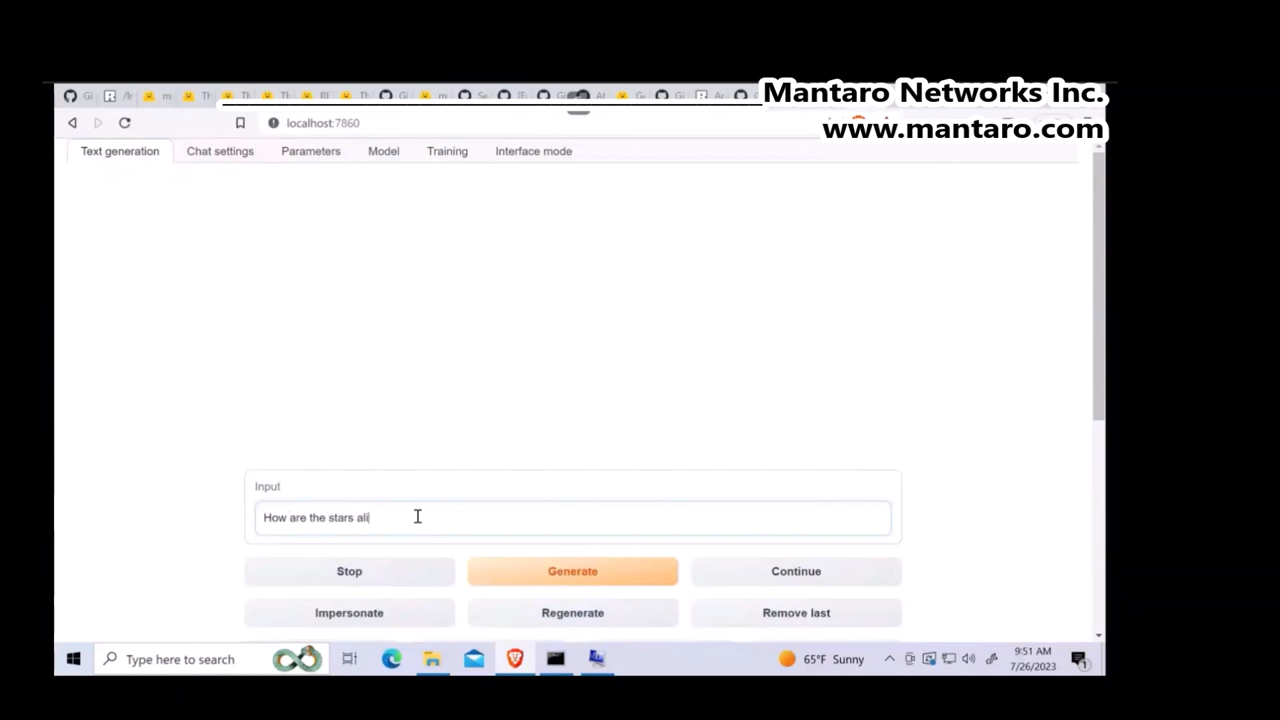 Mantaro Networks Inc.
www.mantaro.com
localhost:7860
Text generation Chat settings Parameters Model Training Interface mode
Input
How are the stars ali
Stop Generate Continue
Impersonate Regenerate Remove last
Type here to search
65°F Sunny
9:51 AM
7/26/2023
1